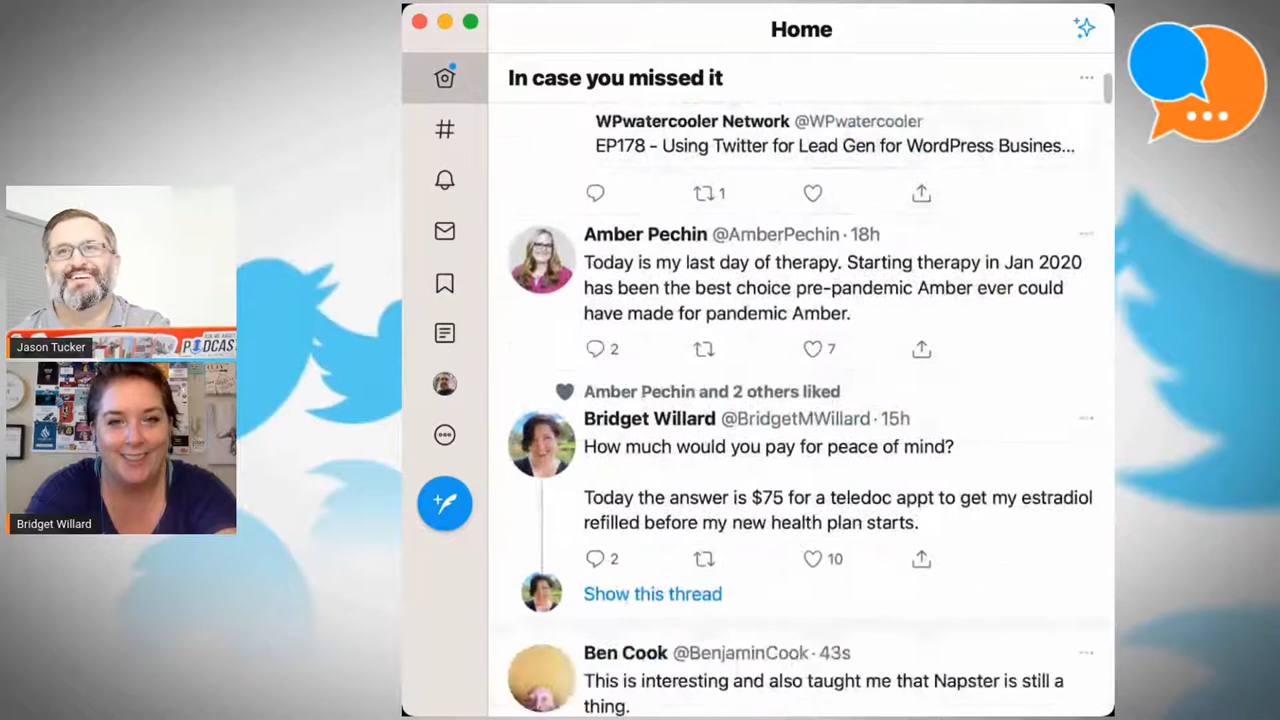 Home
In case you missed it
WPwatercooler Network @WPwatercooler
EP178 - Using Twitter for Lead Gen for WordPress Busines...
1
Amber Pechin @AmberPechin · 18h
Today is my last day of therapy. Starting therapy in Jan 2020
has been the best choice pre-pandemic Amber ever could
have made for pandemic Amber.
2
7
Amber Pechin and 2 others liked
Bridget Willard @BridgetMWillard · 15h
How much would you pay for peace of mind?
Today the answer is $75 for a teledoc appt to get my estradiol
refilled before my new health plan starts.
2
10
Show this thread
Ben Cook @BenjaminCook · 43s
This is interesting and also taught me that Napster is still a
thing.
Jason Tucker
PODCAS
Bridget Willard